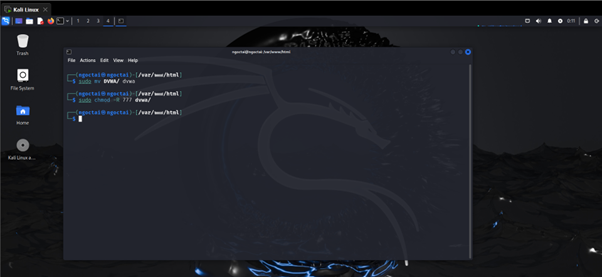 Kali Linux
1 2 3 4
0:11
Trash
File System
Home
Kali Linux a...
ngoctai@ngoctai: /var/www/html
File Actions Edit View Help
┌──(ngoctai㉿ngoctai)-[/var/www/html]
└─$ sudo mv DVWA/ dvwa
┌──(ngoctai㉿ngoctai)-[/var/www/html]
└─$ sudo chmod -R 777 dvwa/
┌──(ngoctai㉿ngoctai)-[/var/www/html]
└─$